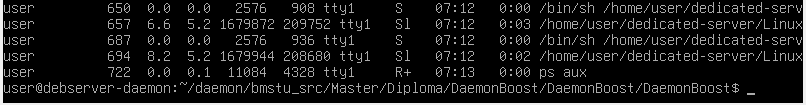 user 650 0.0 0.0 2576 908 tty1 S 07:12 0:00 /bin/sh /home/user/dedicated-serv
user 657 6.6 5.2 1679872 209752 tty1 Sl 07:12 0:03 /home/user/dedicated-server/Linux
user 687 0.0 0.0 2576 936 tty1 S 07:12 0:00 /bin/sh /home/user/dedicated-serv
user 694 8.2 5.2 1679944 208680 tty1 Sl 07:12 0:02 /home/user/dedicated-server/Linux
user 722 0.0 0.1 11084 4328 tty1 R+ 07:13 0:00 ps aux
user@debserver-daemon:~/daemon/bmstu_src/Master/Diploma/DaemonBoost/DaemonBoost/DaemonBoost$ _